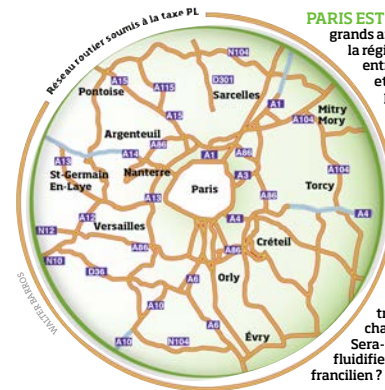 Réseau routier soumis à la taxe PL
PARIS EST
grands a
la régi
entr
et
N104
A15
A115
D301
Pontoise
Sarcelles
A15
A1
Mitry
Mory
A15
A104
Argenteuil
A86
A14
A13
A1
A86
A104
St-Germain
En-Laye
Nanterre
A3
Paris
Torcy
A13
A86
A12
A4
A4
N12
Versailles
A86
A86
Créteil
N10
D36
Orly
A6
A6
A10
A10
N104
Évry
WALTER BARROS
tr
cha
Sera-
fluidifie
francilien ?